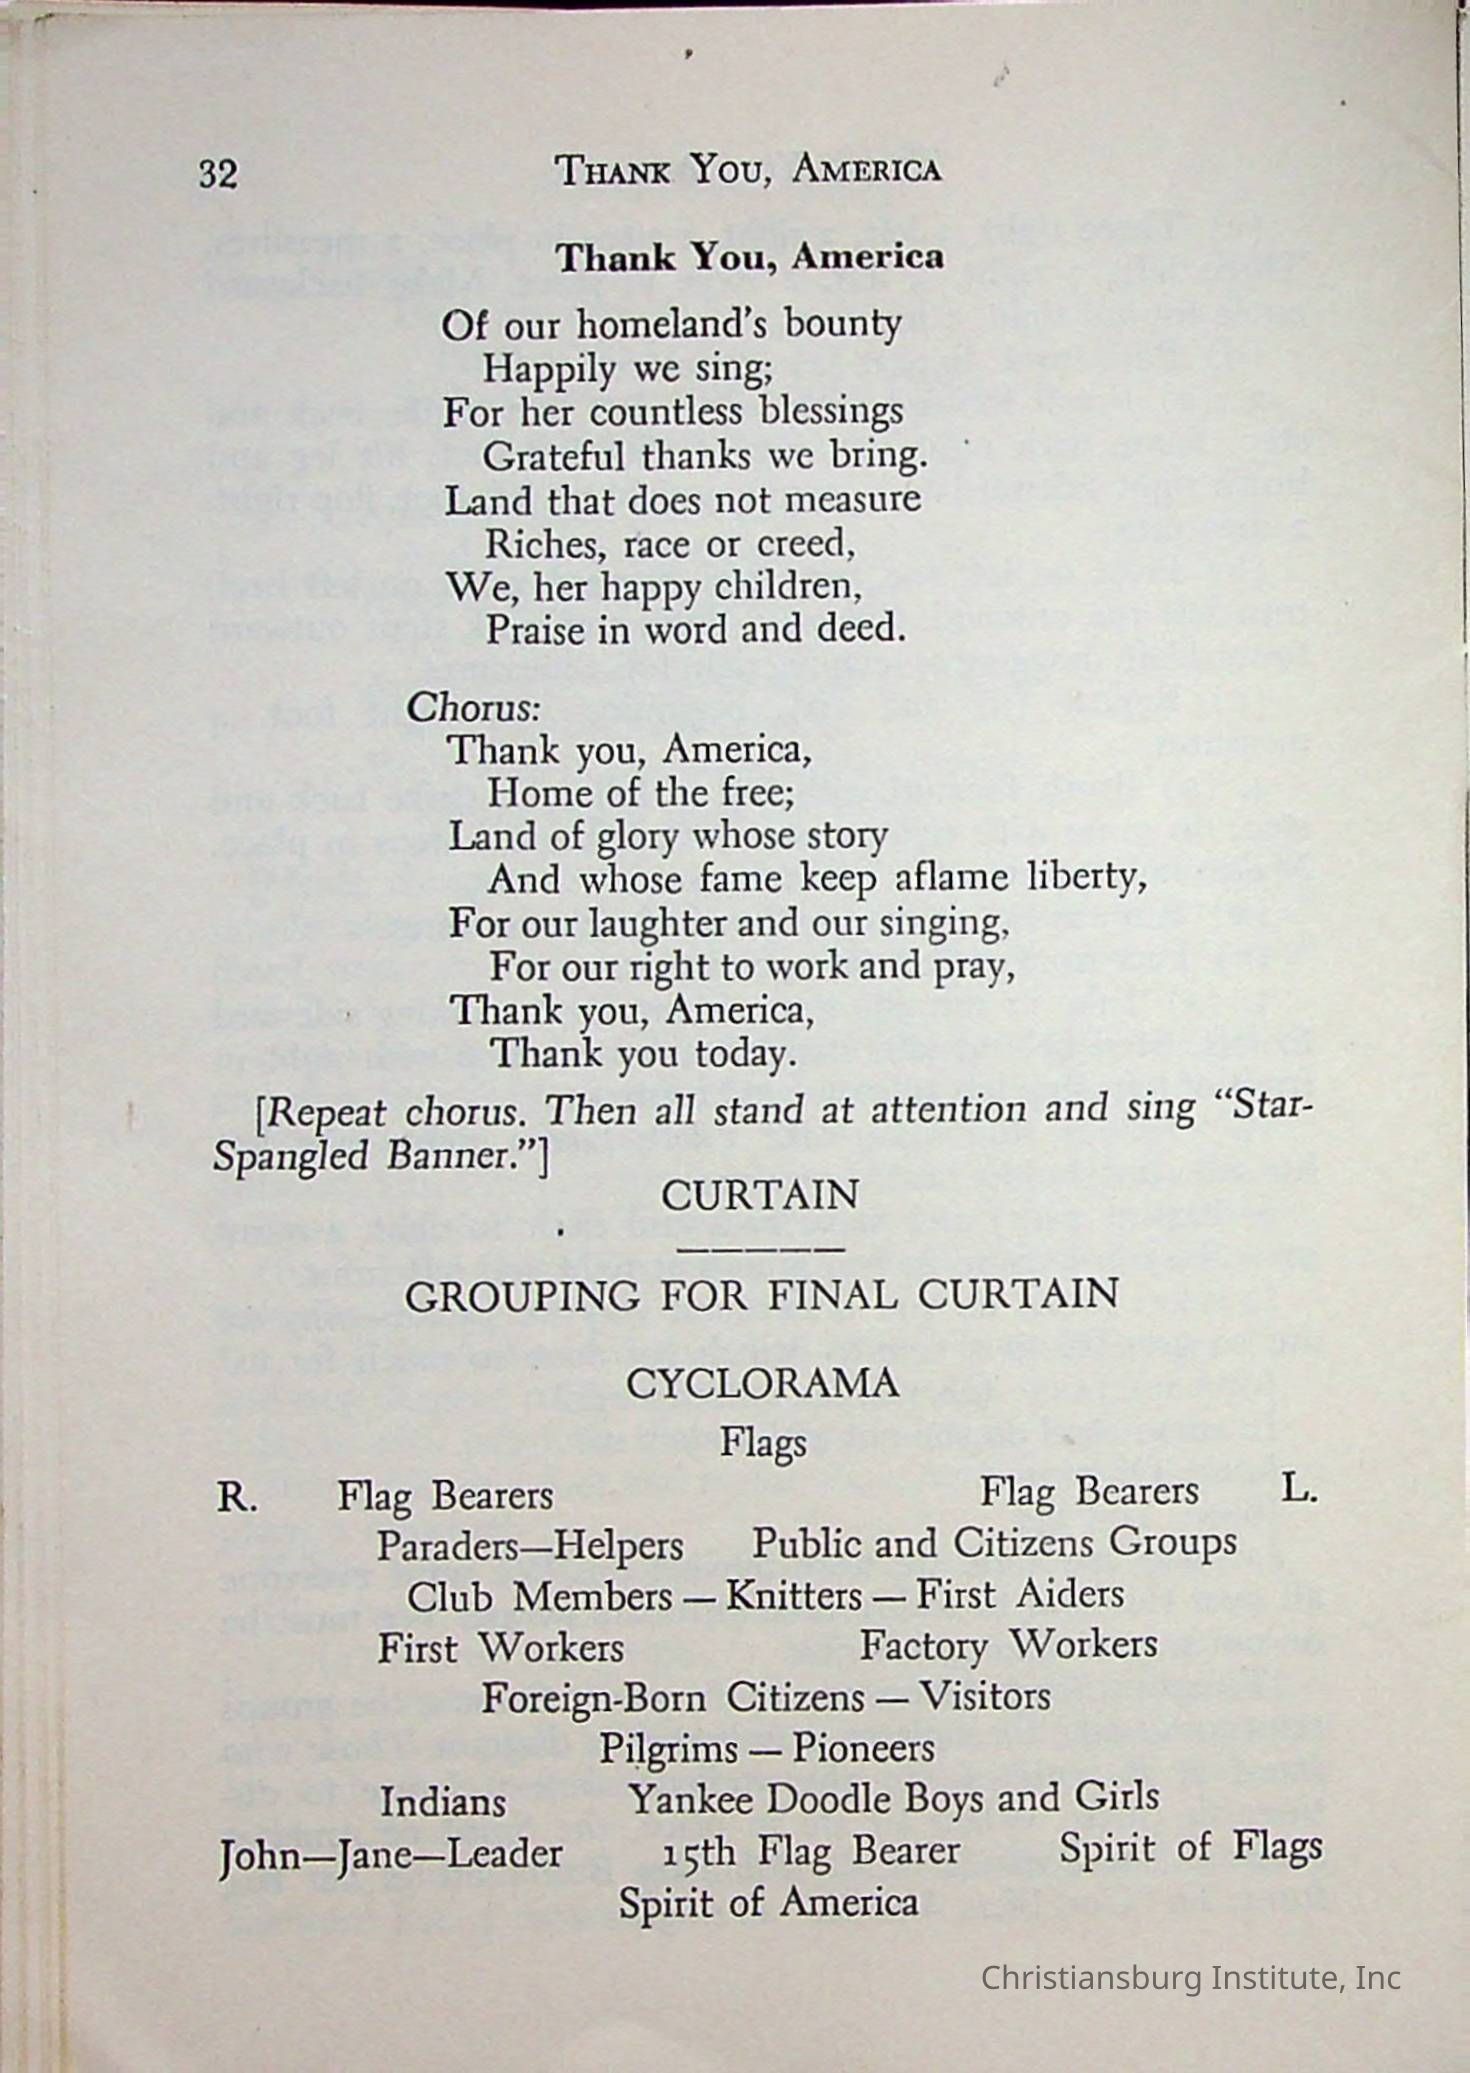 32 THANK YOU, AMERICA
Thank You, America
Of our homeland's bounty
Happily we sing;
For her countless blessings
Grateful thanks we bring.
Land that does not measure
Riches, race or creed,
We, her happy children,
Praise in word and deed.
Chorus:
Thank you, America,
Home of the free;
Land of glory whose story
And whose fame keep aflame liberty,
For our laughter and our singing,
For our right to work and pray,
Thank you, America,
Thank you today.
[Repeat chorus. Then all stand at attention and sing “Star-
Spangled Banner.”]
CURTAIN
GROUPING FOR FINAL CURTAIN
CYCLORAMA
Flags
R. Flag Bearers Flag Bearers L.
Paraders—Helpers Public and Citizens Groups
Club Members — Knitters — First Aiders
First Workers Factory Workers
Foreign-Born Citizens — Visitors
Pilgrims — Pioneers
Indians Yankee Doodle Boys and Girls
John—Jane—Leader 15th Flag Bearer Spirit of Flags
Spirit of America
Christiansburg Institute, Inc